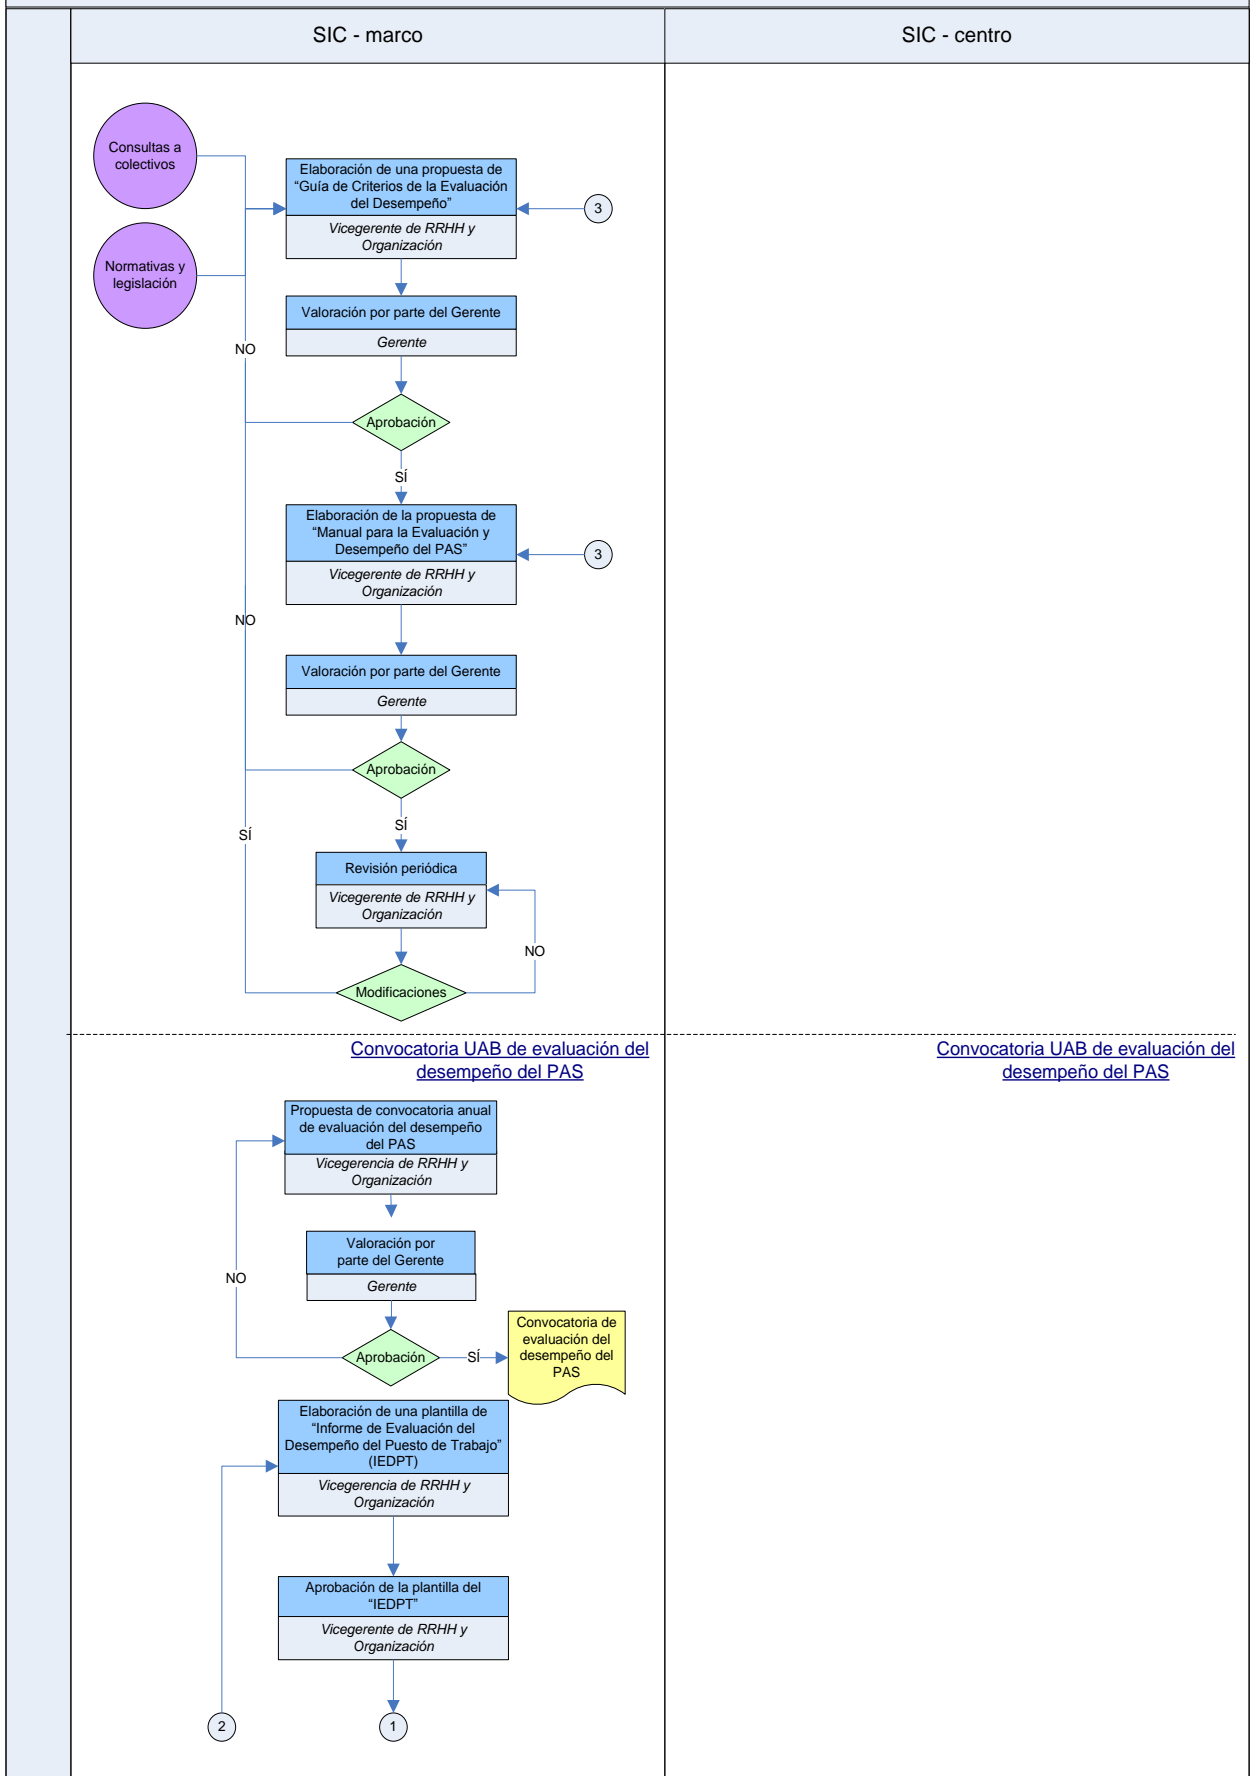 SIC - marco
SIC - centro
Consultas a
colectivos
Elaboración de una propuesta de
“Guía de Criterios de la Evaluación
del Desempeño”
Vicegerente de RRHH y
Organización
3
Normativas y
legislación
Valoración por parte del Gerente
Gerente
NO
Aprobación
SÍ
Elaboración de la propuesta de
“Manual para la Evaluación y
Desempeño del PAS”
Vicegerente de RRHH y
Organización
3
NO
Valoración por parte del Gerente
Gerente
Aprobación
SÍ
SÍ
Revisión periódica
Vicegerente de RRHH y
Organización
NO
Modificaciones
Convocatoria UAB de evaluación del
desempeño del PAS
Convocatoria UAB de evaluación del
desempeño del PAS
Propuesta de convocatoria anual
de evaluación del desempeño
del PAS
Vicegerencia de RRHH y
Organización
Valoración por
parte del Gerente
Gerente
NO
Aprobación
SÍ
Convocatoria de
evaluación del
desempeño del
PAS
Elaboración de una plantilla de
“Informe de Evaluación del
Desempeño del Puesto de Trabajo”
(IEDPT)
Vicegerencia de RRHH y
Organización
Aprobación de la plantilla del
“IEDPT”
Vicegerente de RRHH y
Organización
2
1